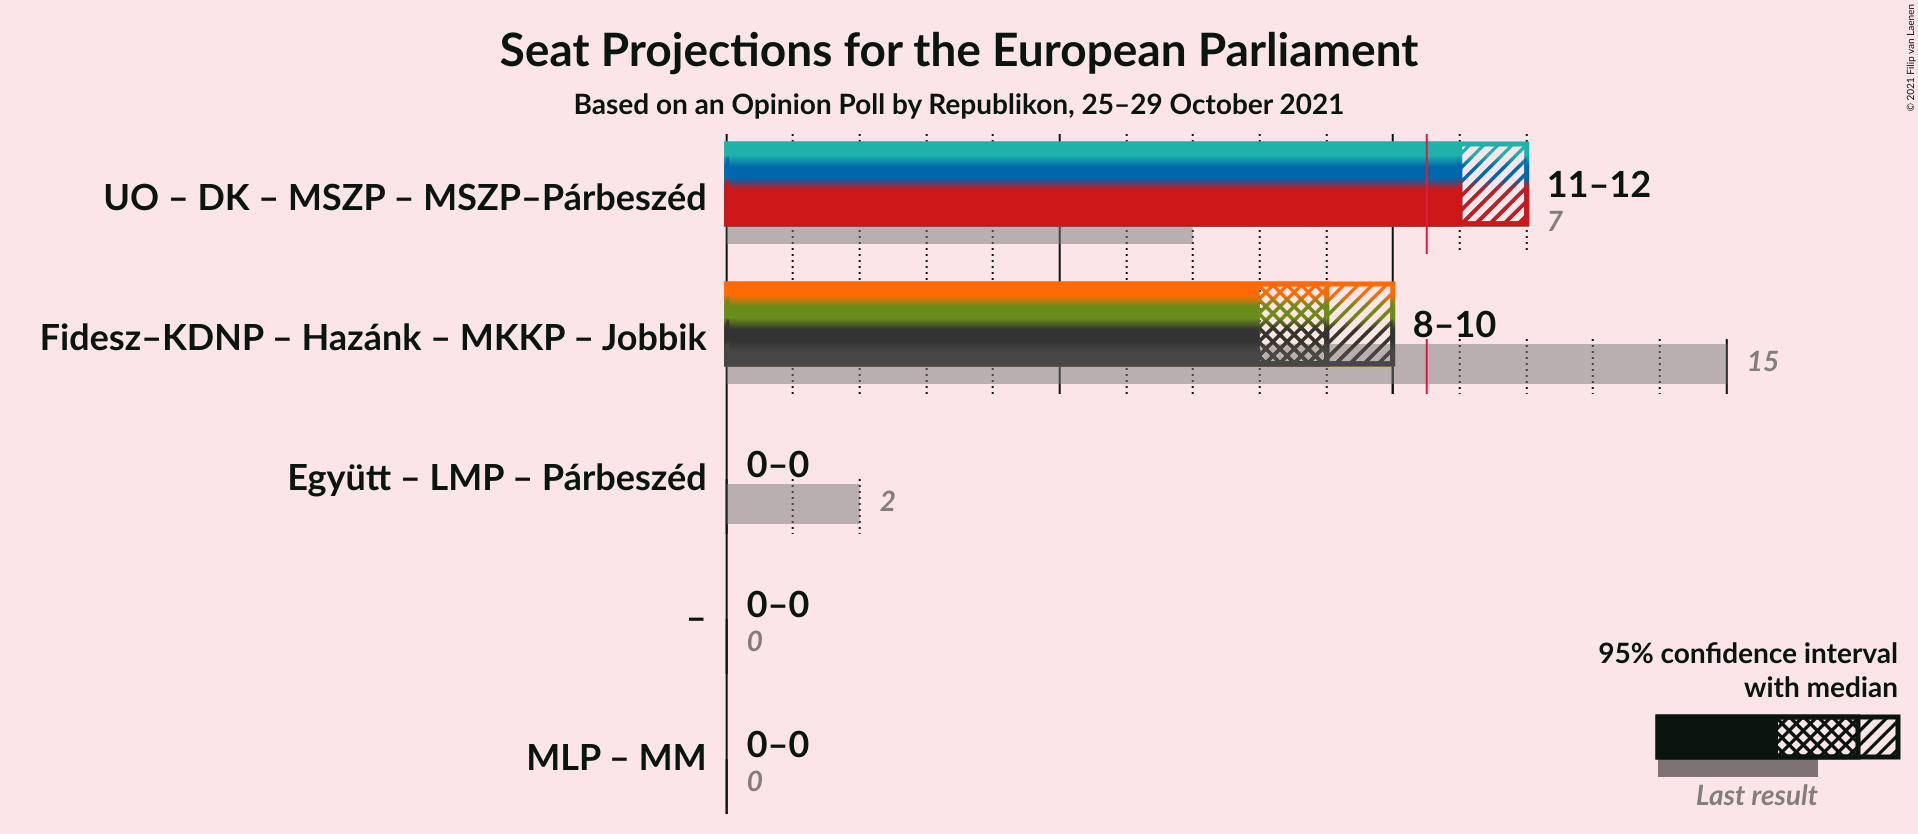 Seat Projections for the European Parliament
Based on an Opinion Poll by Republikon, 25–29 October 2021
© 2021 Filip van Laenen
UO – DK – MSZP – MSZP–Párbeszéd
11–12
7
Fidesz–KDNP – Hazánk – MKKP – Jobbik
8–10
15
Együtt – LMP – Párbeszéd
0–0
2
–
0–0
0
MLP – MM
0–0
0
95% confidence interval
with median
Last result